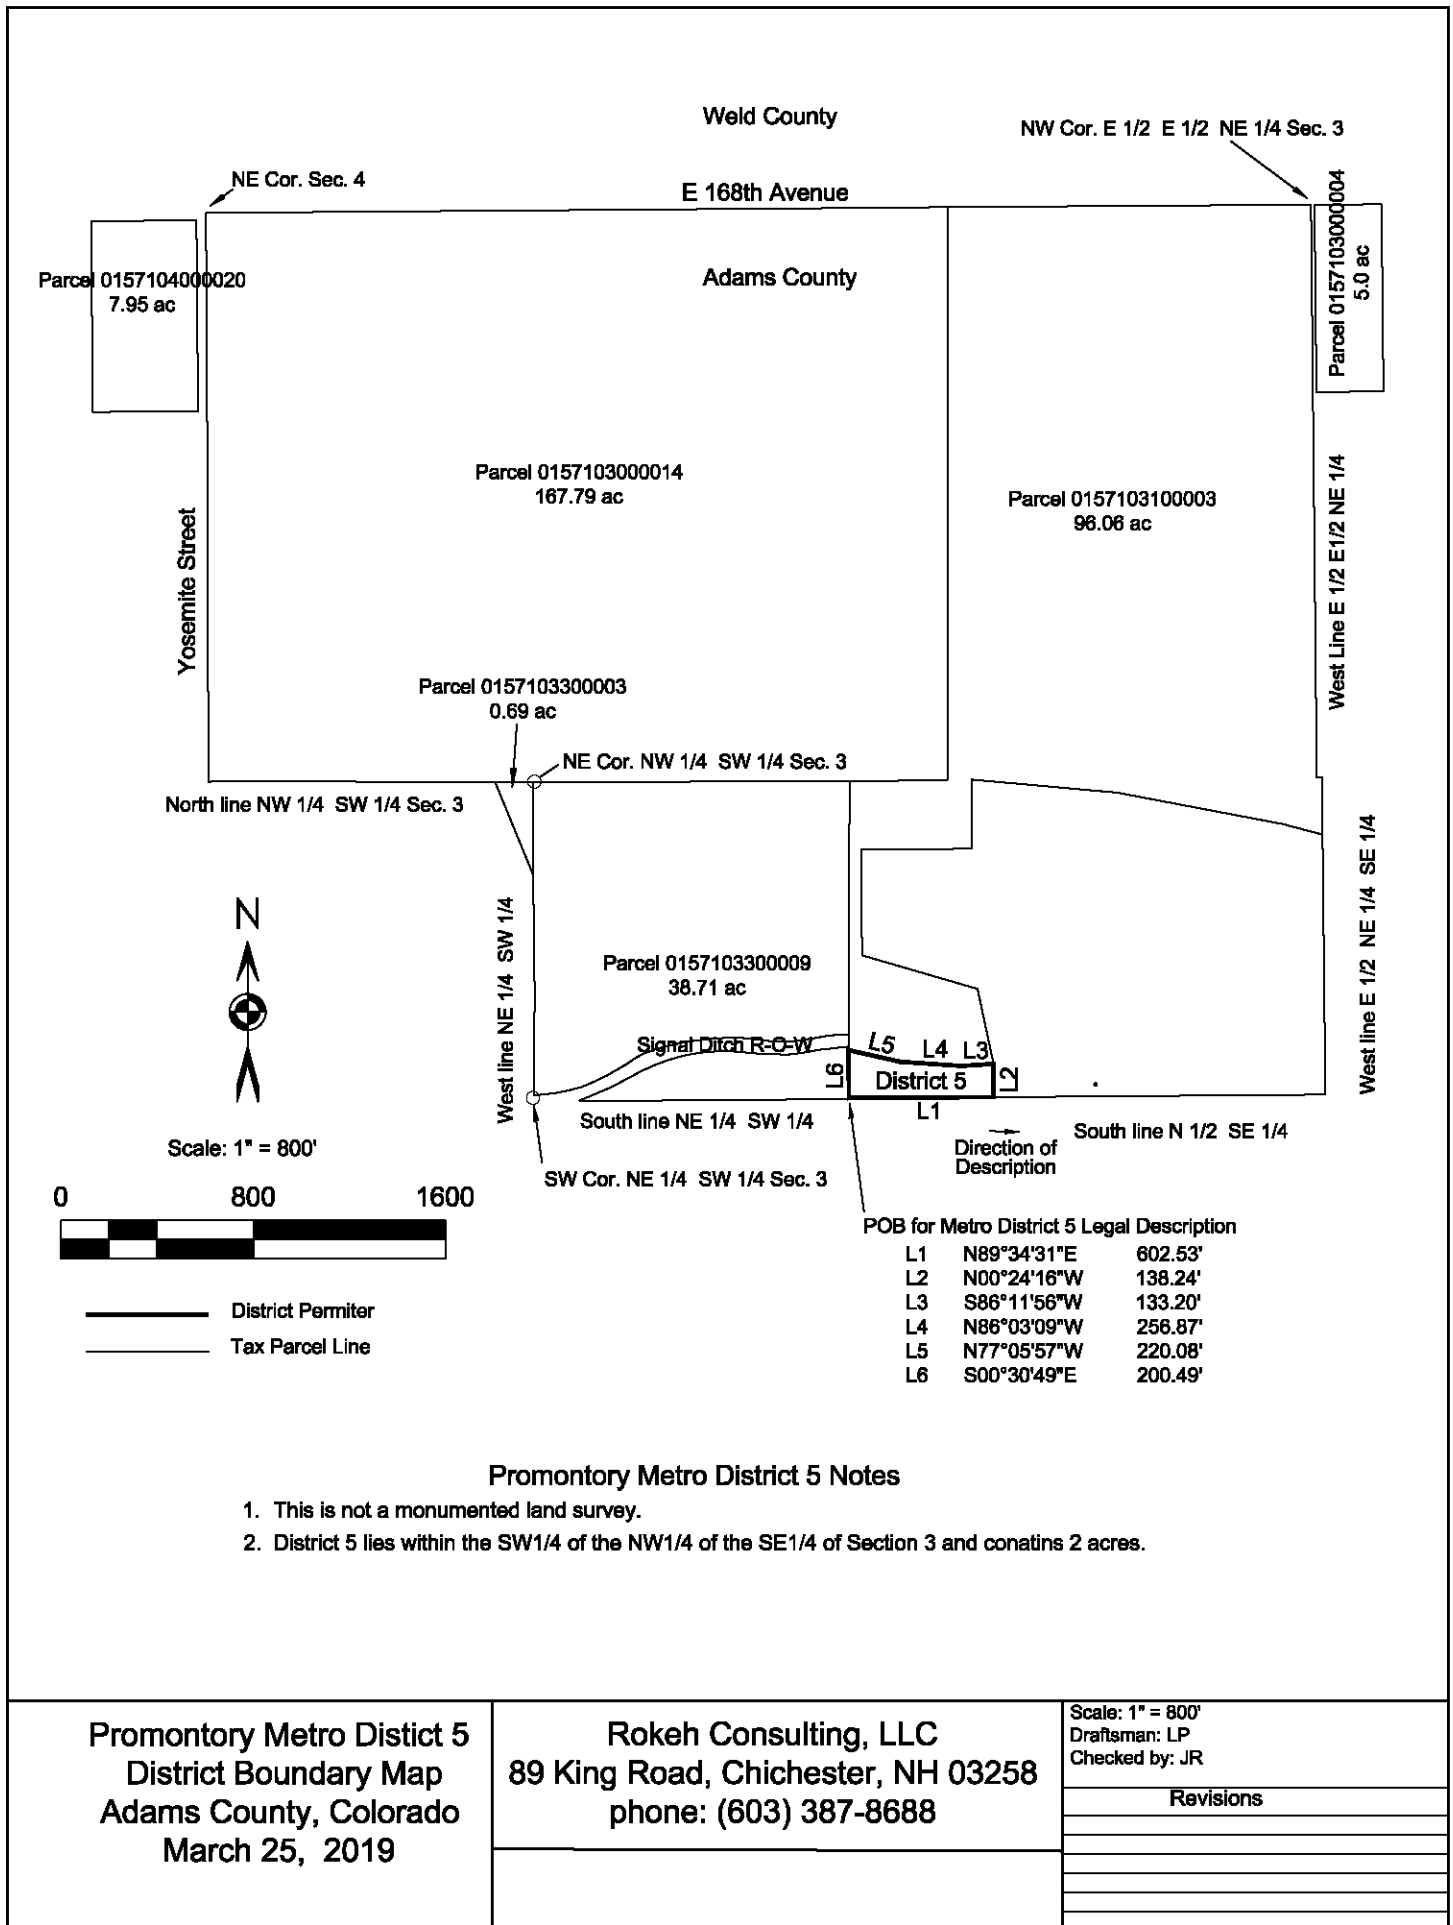 Weld County
NW Cor. E 1/2 E 1/2 NE 1/4 Sec. 3
NE Cor. Sec. 4
E 168th Avenue
Parcel 0157103000004
5.0 ac
Parcel 0157104000020
7.95 ac
Adams County
Parcel 0157103000014
167.79 ac
Parcel 0157103100003
96.06 ac
Yosemite Street
West Line E 1/2 E1/2 NE 1/4
Parcel 0157103300003
0.69 ac
NE Cor. NW 1/4 SW 1/4 Sec. 3
North line NW 1/4 SW 1/4 Sec. 3
N
West line NE 1/4 SW 1/4
West line E 1/2 NE 1/4 SE 1/4
Parcel 0157103300009
38.71 ac
Signal Ditch R-O-W
L5
L4
L3
L6
District 5
L2
L1
South line NE 1/4 SW 1/4
South line N 1/2 SE 1/4
Direction of
Description
Scale: 1" = 800'
SW Cor. NE 1/4 SW 1/4 Sec. 3
0 800 1600
POB for Metro District 5 Legal Description
L1 N89°34'31"E 602.53'
L2 N00°24'16"W 138.24'
L3 S86°11'56"W 133.20'
L4 N86°03'09"W 256.87'
L5 N77°05'57"W 220.08'
L6 S00°30'49"E 200.49'
District Permiter
Tax Parcel Line
Promontory Metro District 5 Notes
1. This is not a monumented land survey.
2. District 5 lies within the SW1/4 of the NW1/4 of the SE1/4 of Section 3 and conatins 2 acres.
Promontory Metro Distict 5
District Boundary Map
Adams County, Colorado
March 25, 2019
Rokeh Consulting, LLC
89 King Road, Chichester, NH 03258
phone: (603) 387-8688
Scale: 1" = 800'
Draftsman: LP
Checked by: JR
Revisions